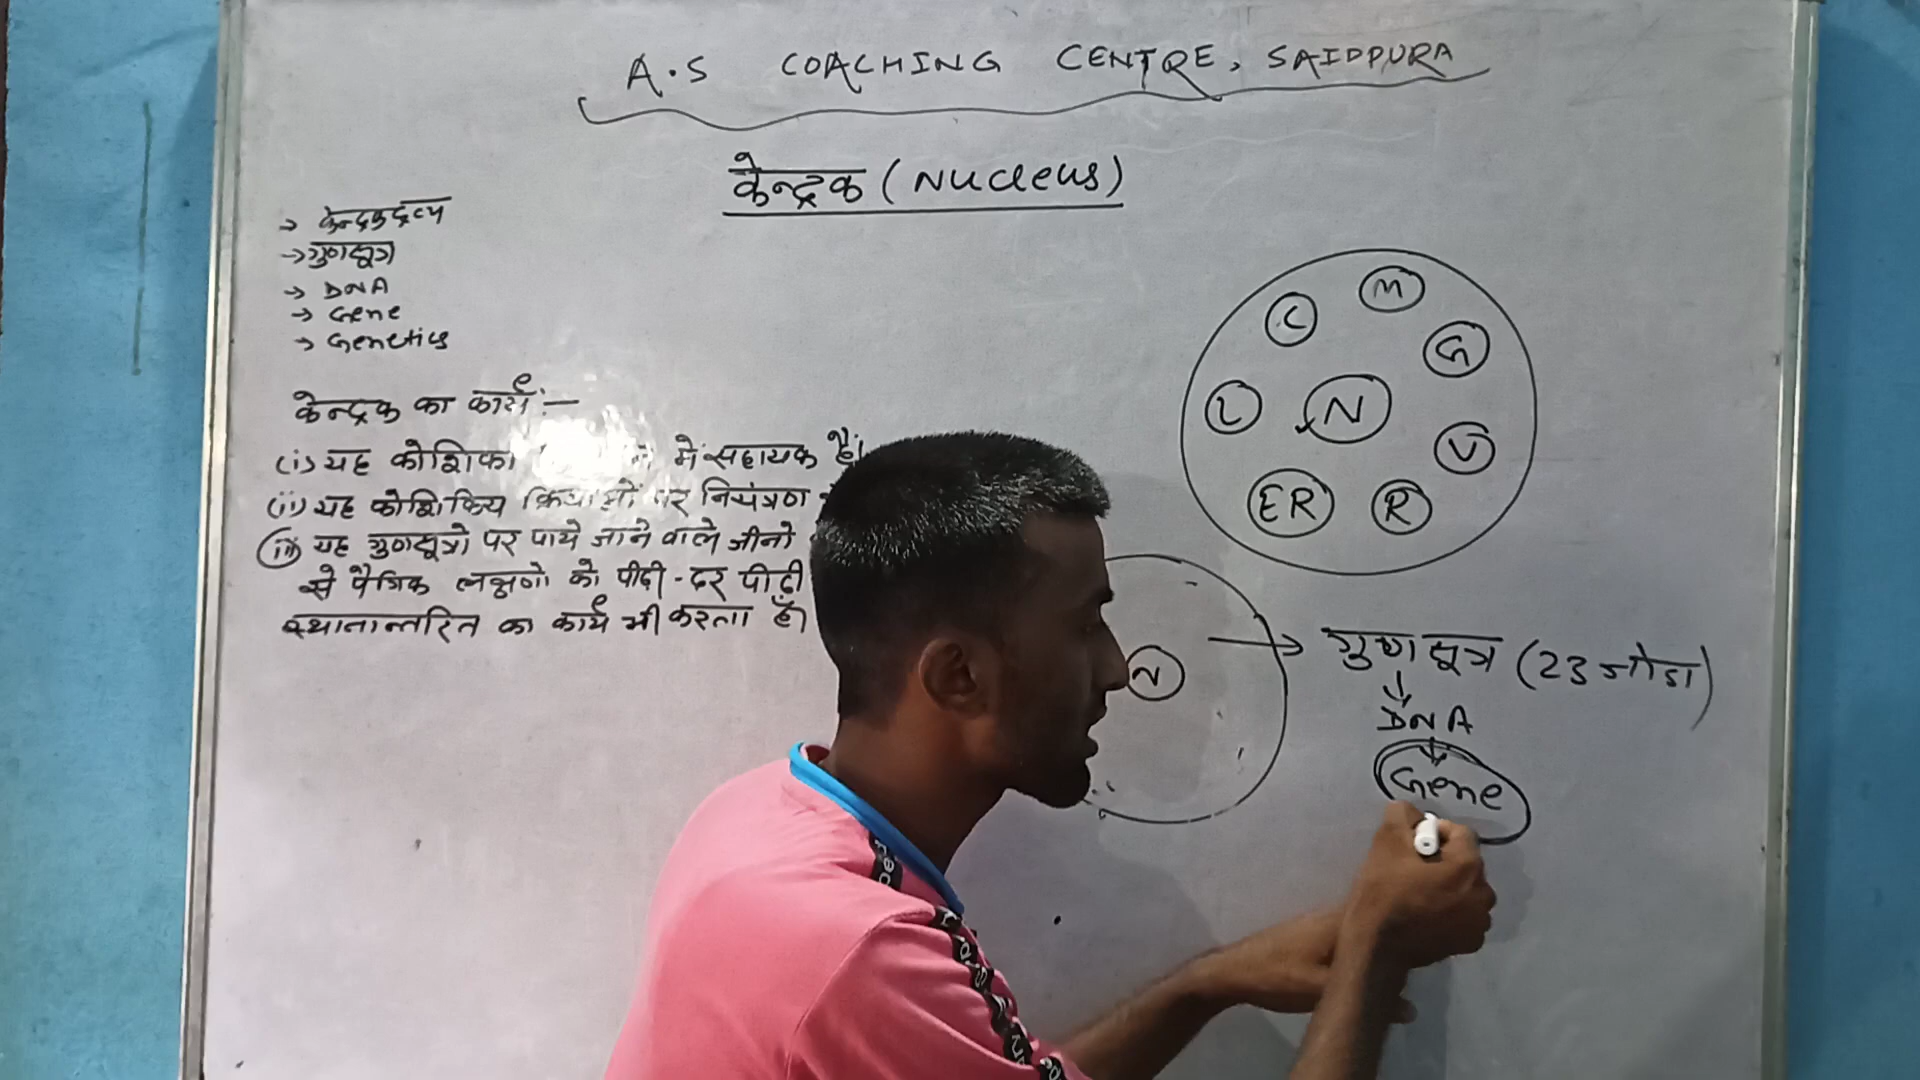 A.S COACHING CENTRE, SAIDPURA
केन्द्रक (Nucleus)
→ केन्द्रकद्रव्य
→ गुणसूत्र
→ DNA
→ Gene
→ Genetics
केन्द्रक का कार्य :—
(i) यह कोशिका में सहायक है।
(ii) यह कोशिकिय क्रियाओं पर नियंत्रण
(iii) यह गुणसूत्रो पर पाये जाने वाले जीनो
से पैत्रिक लक्षणो को पीढ़ी - दर पीढ़ी
स्थानान्तरित का कार्य भी करता है।
M
C
G
L
N
V
ER
R
N
→ गुणसूत्र (23 जोडा)
DNA
Gene